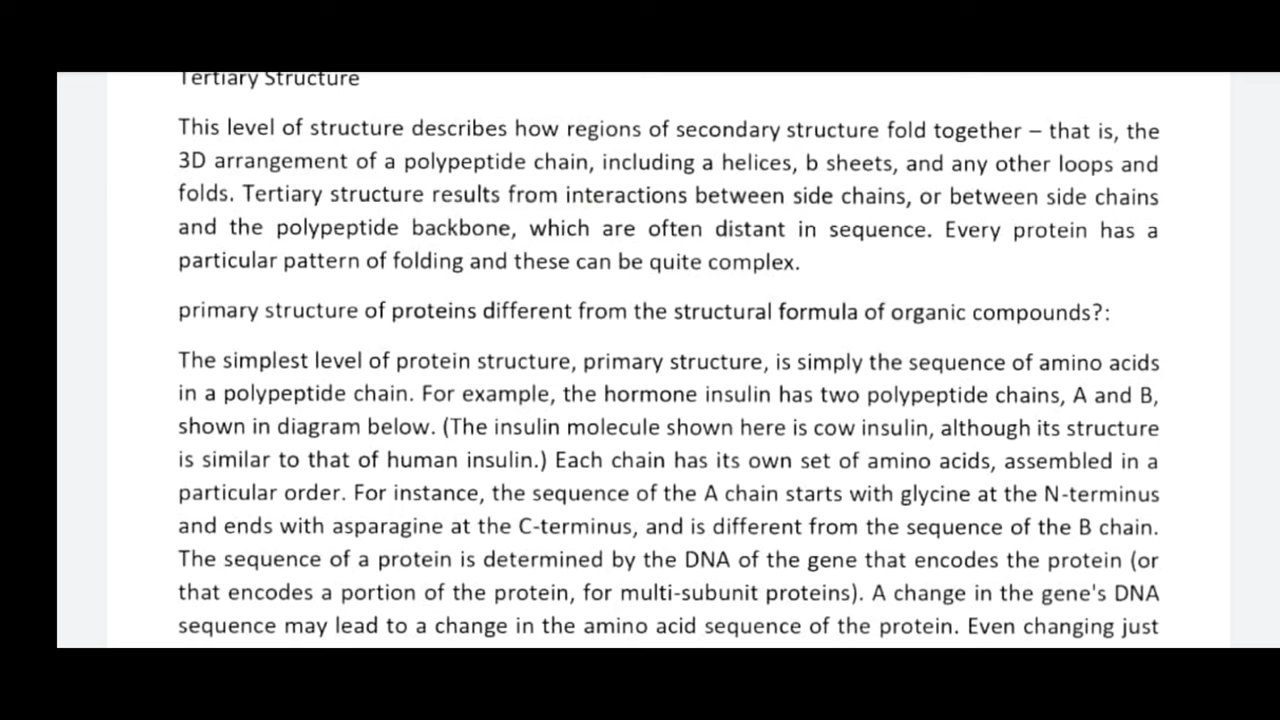 Tertiary Structure
This level of structure describes how regions of secondary structure fold together – that is, the
3D arrangement of a polypeptide chain, including a helices, b sheets, and any other loops and
folds. Tertiary structure results from interactions between side chains, or between side chains
and the polypeptide backbone, which are often distant in sequence. Every protein has a
particular pattern of folding and these can be quite complex.
primary structure of proteins different from the structural formula of organic compounds?:
The simplest level of protein structure, primary structure, is simply the sequence of amino acids
in a polypeptide chain. For example, the hormone insulin has two polypeptide chains, A and B,
shown in diagram below. (The insulin molecule shown here is cow insulin, although its structure
is similar to that of human insulin.) Each chain has its own set of amino acids, assembled in a
particular order. For instance, the sequence of the A chain starts with glycine at the N-terminus
and ends with asparagine at the C-terminus, and is different from the sequence of the B chain.
The sequence of a protein is determined by the DNA of the gene that encodes the protein (or
that encodes a portion of the protein, for multi-subunit proteins). A change in the gene's DNA
sequence may lead to a change in the amino acid sequence of the protein. Even changing just